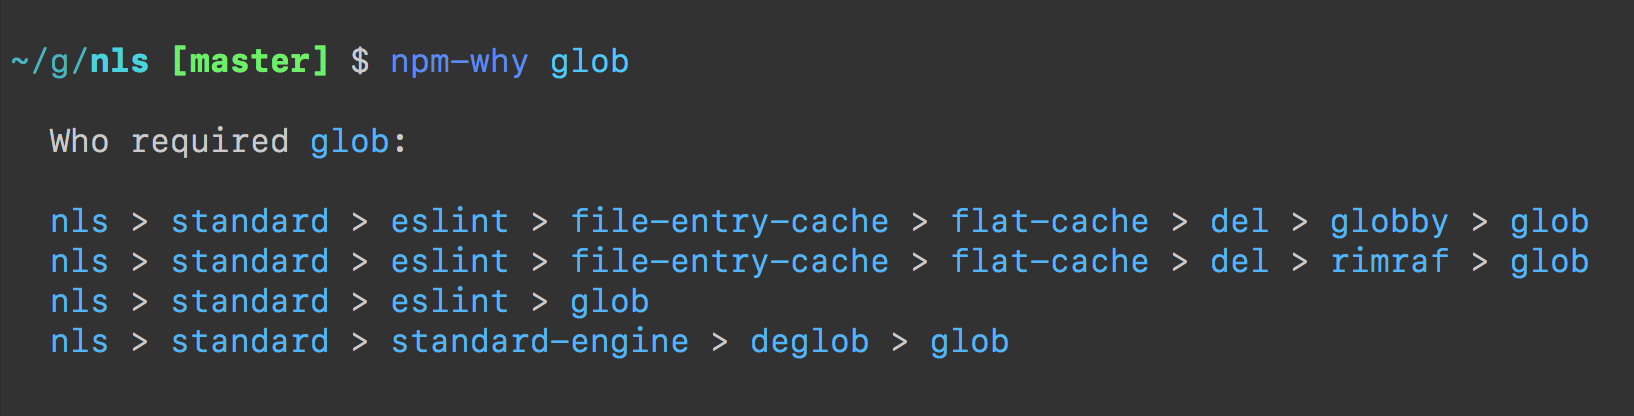 ~/g/nls [master] $ npm-why glob
Who required glob:
nls > standard > eslint > file-entry-cache > flat-cache > del > globby > glob
nls > standard > eslint > file-entry-cache > flat-cache > del > rimraf > glob
nls > standard > eslint > glob
nls > standard > standard-engine > deglob > glob